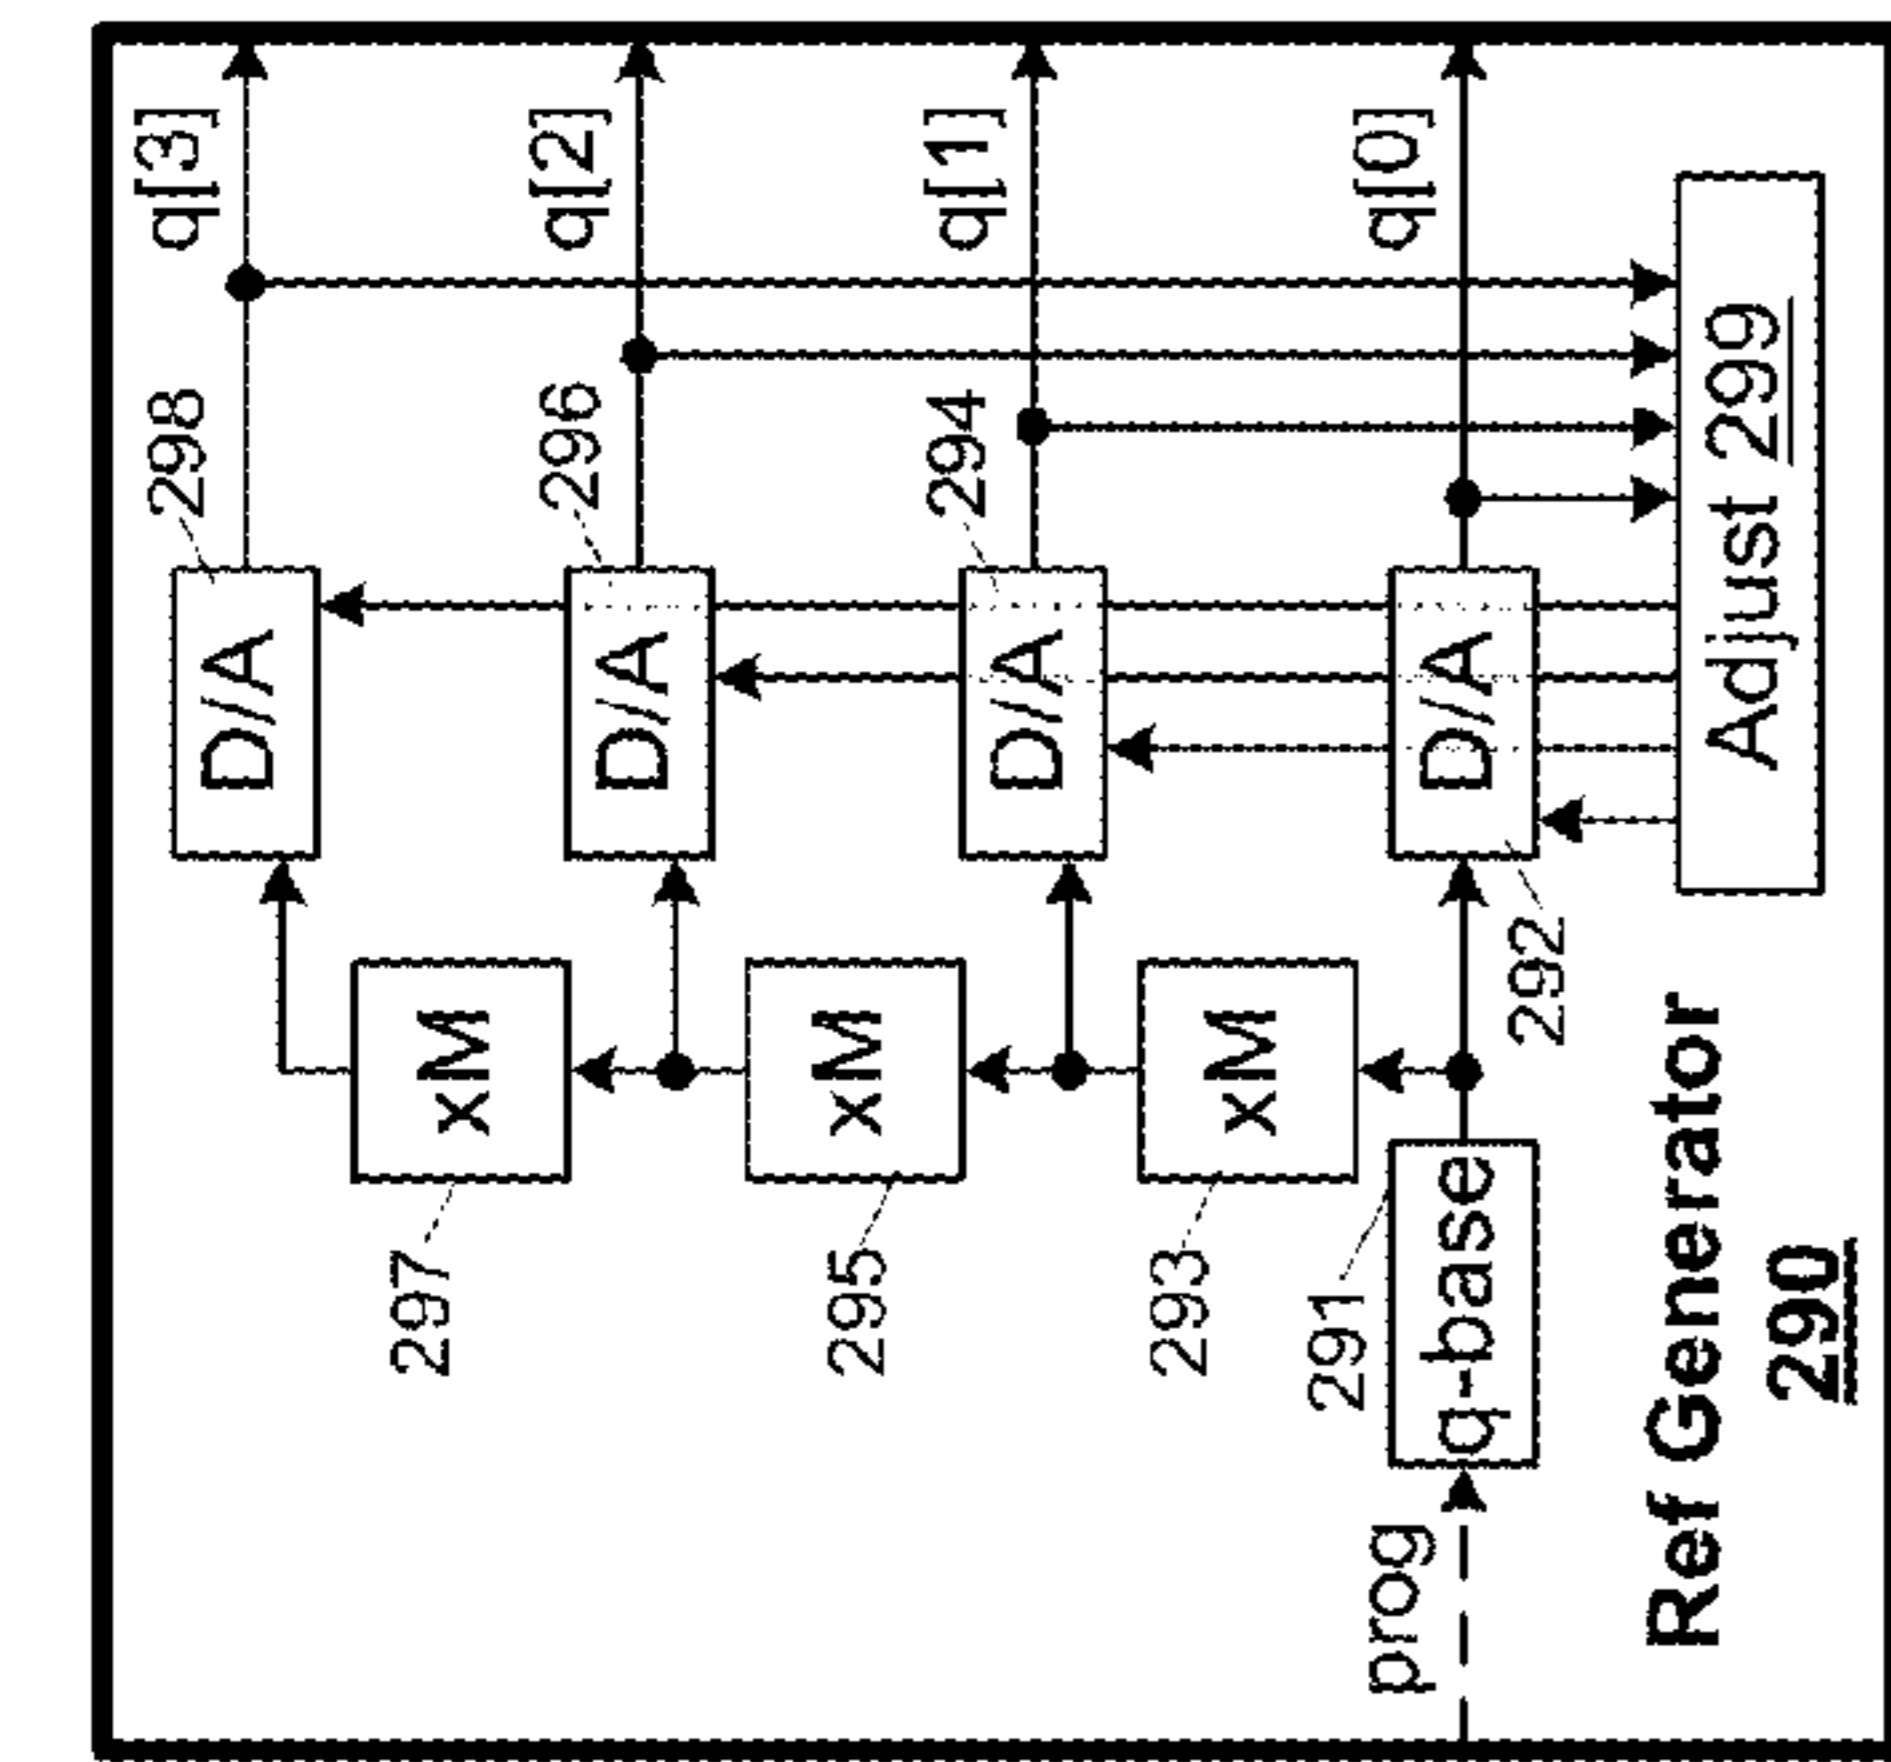 q[3]
298
D/A
xM
297
q[2]
296
D/A
xM
295
q[1]
294
D/A
xM
293
q[0]
D/A
292
291
q-base
prog
Adjust 299
Ref Generator
290